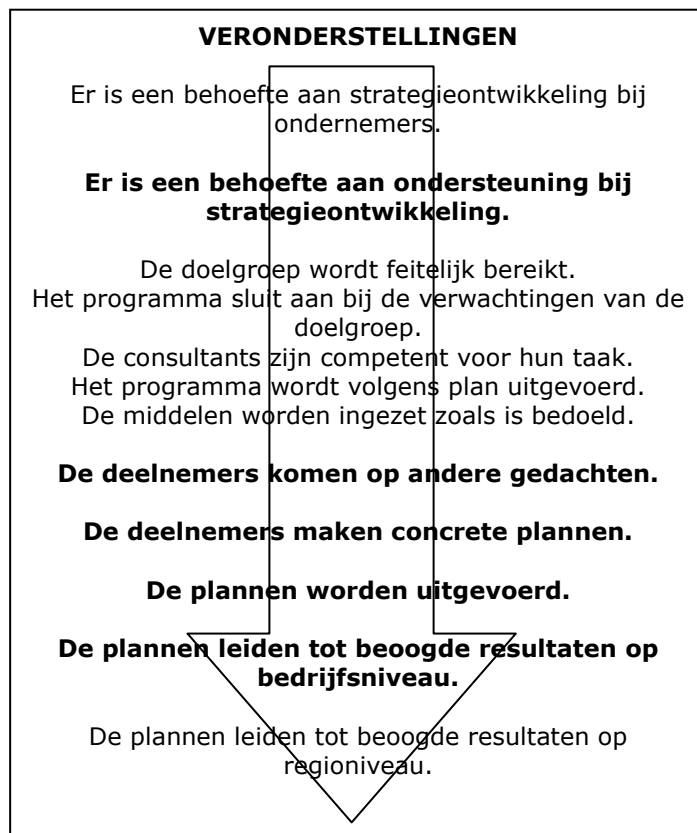 VERONDERSTELLINGEN
Er is een behoefte aan strategieontwikkeling bij
ondernemers.
Er is een behoefte aan ondersteuning bij
strategieontwikkeling.
De doelgroep wordt feitelijk bereikt.
Het programma sluit aan bij de verwachtingen van de
doelgroep.
De consultants zijn competent voor hun taak.
Het programma wordt volgens plan uitgevoerd.
De middelen worden ingezet zoals is bedoeld.
De deelnemers komen op andere gedachten.
De deelnemers maken concrete plannen.
De plannen worden uitgevoerd.
De plannen leiden tot beoogde resultaten op
bedrijfsniveau.
De plannen leiden tot beoogde resultaten op
regioniveau.